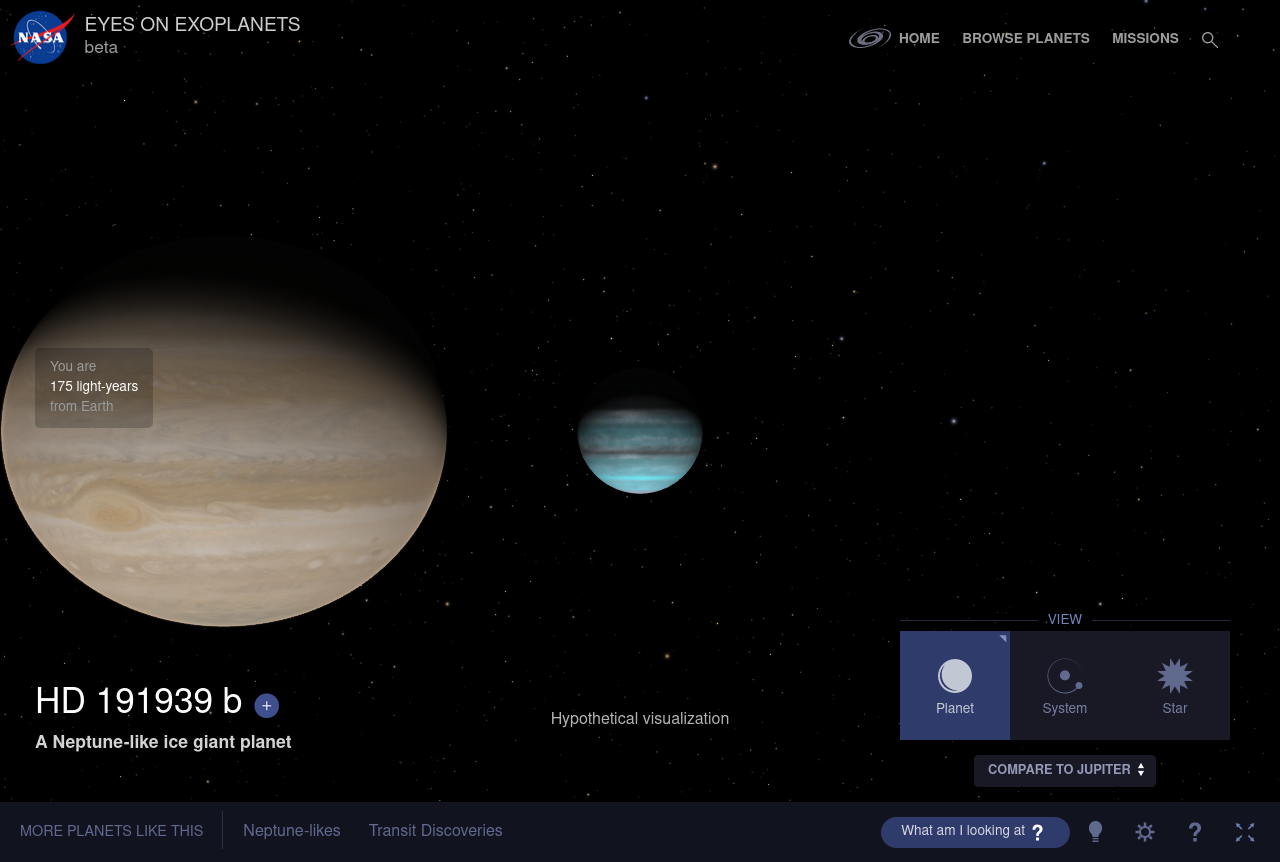 NASA
EYES ON EXOPLANETS
beta
HOME
BROWSE PLANETS
MISSIONS
You are
175 light-years
from Earth
HD 191939 b +
A Neptune-like ice giant planet
Hypothetical visualization
VIEW
Planet
System
Star
COMPARE TO JUPITER
MORE PLANETS LIKE THIS
Neptune-likes
Transit Discoveries
What am I looking at ?
?